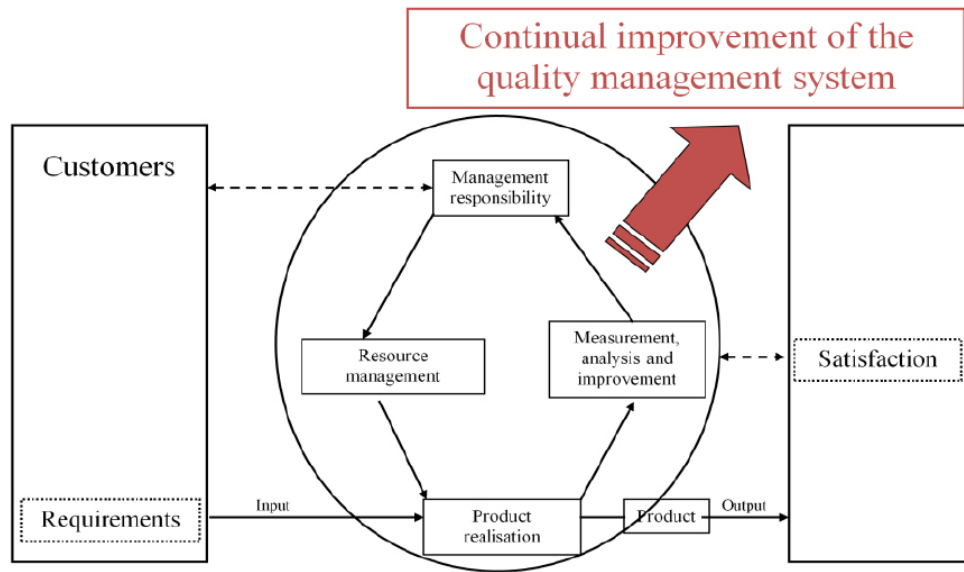 Continual improvement of the
quality management system
Customers
Management
responsibility
Resource
management
Measurement,
analysis and
improvement
Satisfaction
Requirements
Input
Product
realisation
Product
Output